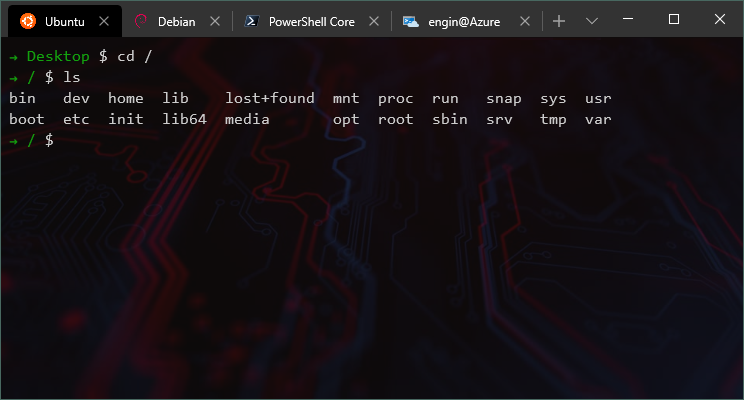 Ubuntu Debian PowerShell Core engin@Azure
→ Desktop $ cd /
→ / $ ls
bin dev home lib lost+found mnt proc run snap sys usr
boot etc init lib64 media opt root sbin srv tmp var
→ / $